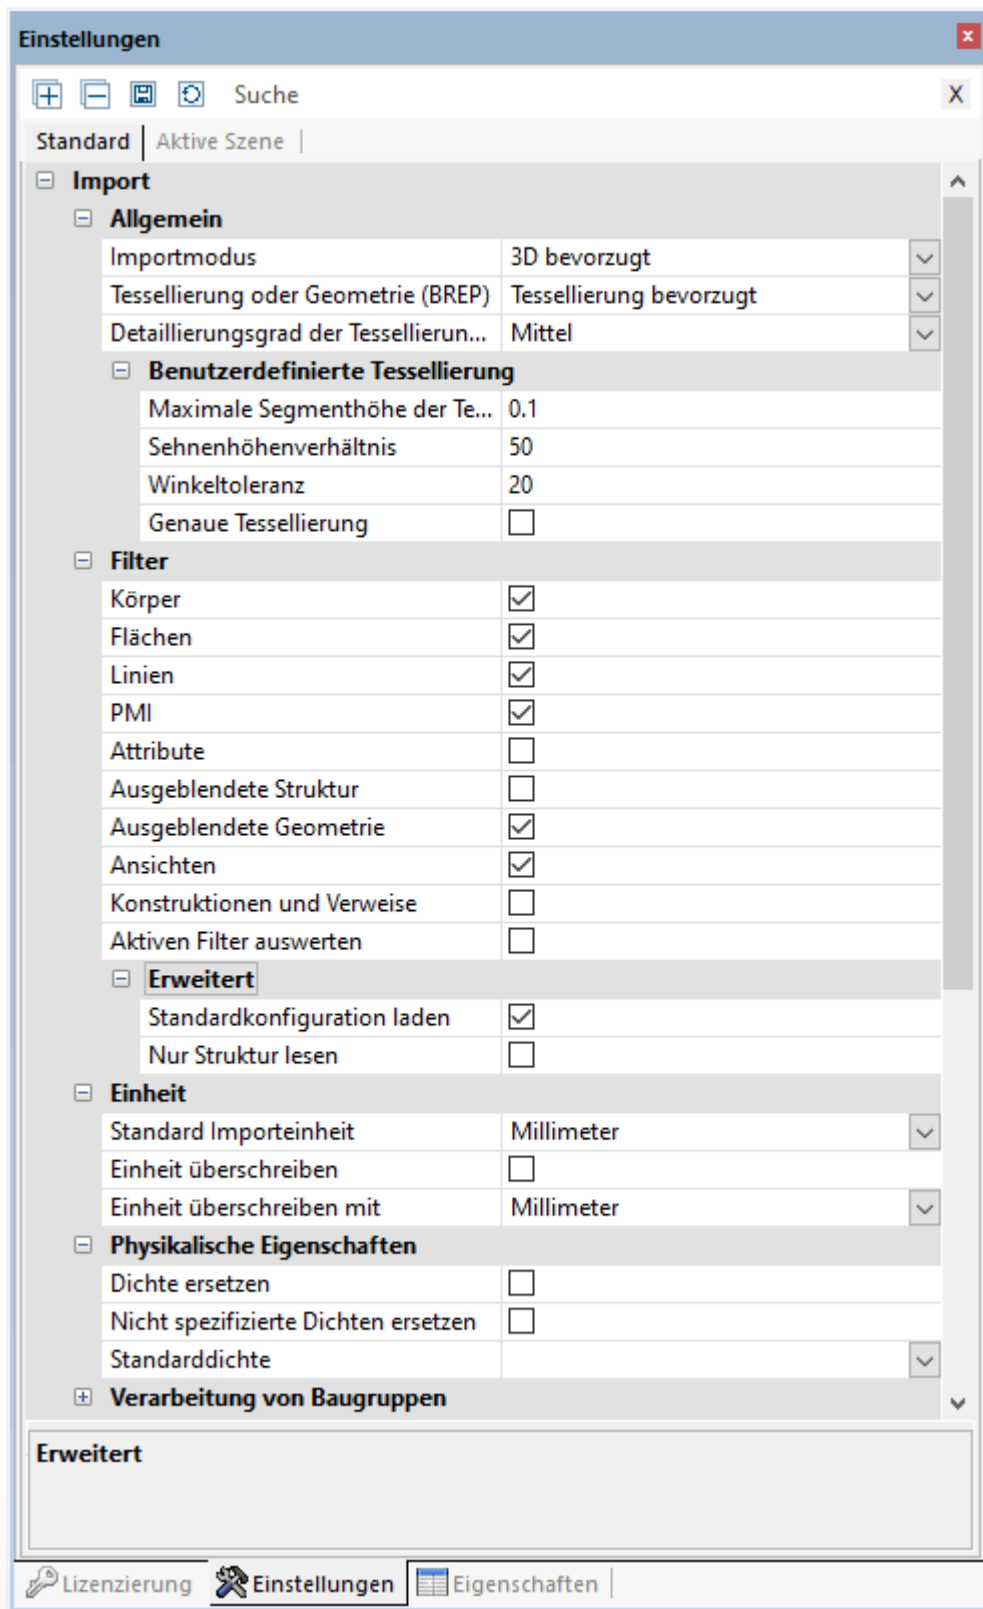 Einstellungen
Suche X
Standard Aktive Szene
Import
Allgemein
Importmodus 3D bevorzugt
Tessellierung oder Geometrie (BREP) Tessellierung bevorzugt
Detaillierungsgrad der Tessellierun... Mittel
Benutzerdefinierte Tessellierung
Maximale Segmenthöhe der Te... 0.1
Sehnenhöhenverhältnis 50
Winkeltoleranz 20
Genaue Tessellierung
Filter
Körper
Flächen
Linien
PMI
Attribute
Ausgeblendete Struktur
Ausgeblendete Geometrie
Ansichten
Konstruktionen und Verweise
Aktiven Filter auswerten
Erweitert
Standardkonfiguration laden
Nur Struktur lesen
Einheit
Standard Importeinheit Millimeter
Einheit überschreiben
Einheit überschreiben mit Millimeter
Physikalische Eigenschaften
Dichte ersetzen
Nicht spezifizierte Dichten ersetzen
Standarddichte
Verarbeitung von Baugruppen
Erweitert
Lizenzierung Einstellungen Eigenschaften